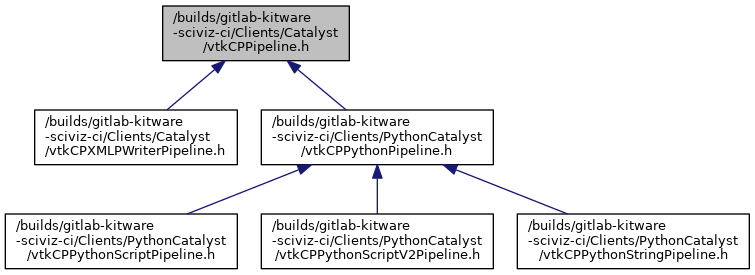 /builds/gitlab-kitware
-sciviz-ci/Clients/Catalyst
/vtkCPPipeline.h
/builds/gitlab-kitware
-sciviz-ci/Clients/Catalyst
/vtkCPXMLPWriterPipeline.h
/builds/gitlab-kitware
-sciviz-ci/Clients/PythonCatalyst
/vtkCPPythonPipeline.h
/builds/gitlab-kitware
-sciviz-ci/Clients/PythonCatalyst
/vtkCPPythonScriptPipeline.h
/builds/gitlab-kitware
-sciviz-ci/Clients/PythonCatalyst
/vtkCPPythonScriptV2Pipeline.h
/builds/gitlab-kitware
-sciviz-ci/Clients/PythonCatalyst
/vtkCPPythonStringPipeline.h